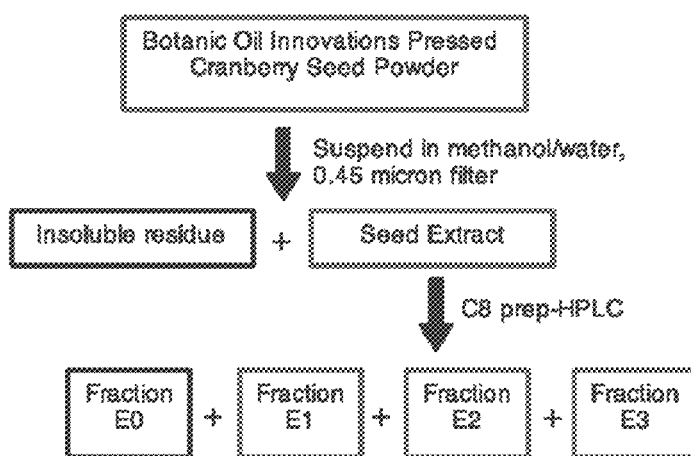 Botanic Oil Innovations Pressed
Cranberry Seed Powder
Suspend in methanol/water,
0.45 micron filter
Insoluble residue + Seed Extract
C8 prep-HPLC
Fraction E0 + Fraction E1 + Fraction E2 + Fraction E3